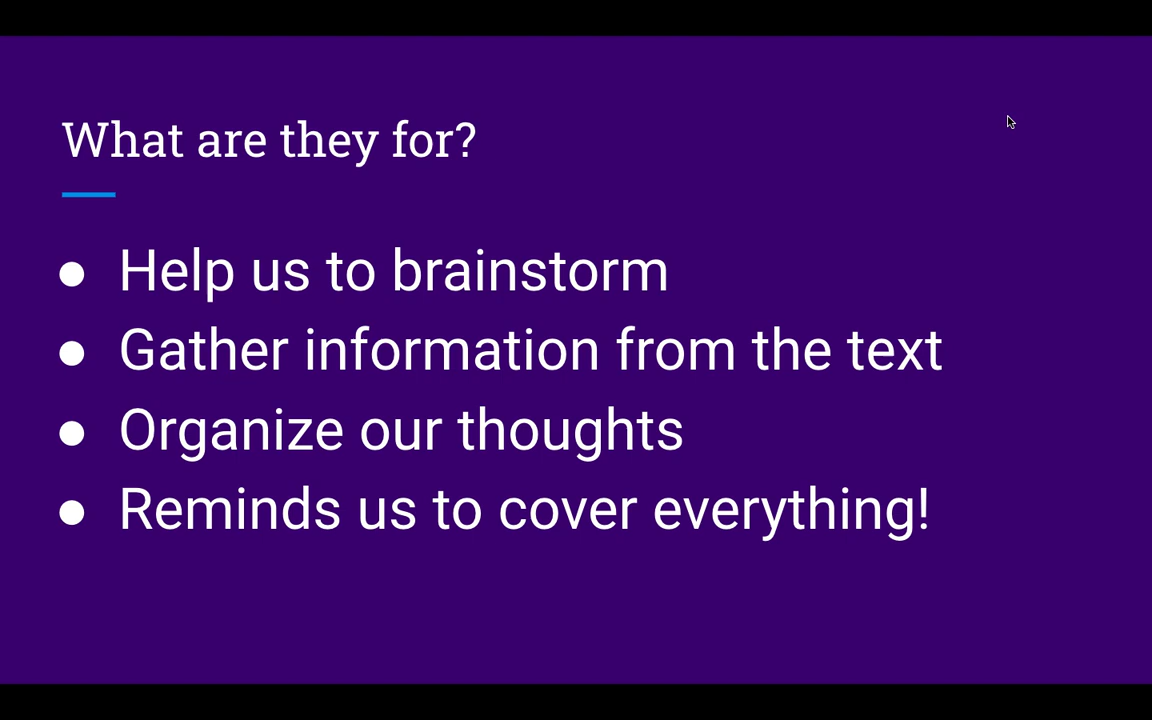 What are they for?
● Help us to brainstorm
● Gather information from the text
● Organize our thoughts
● Reminds us to cover everything!